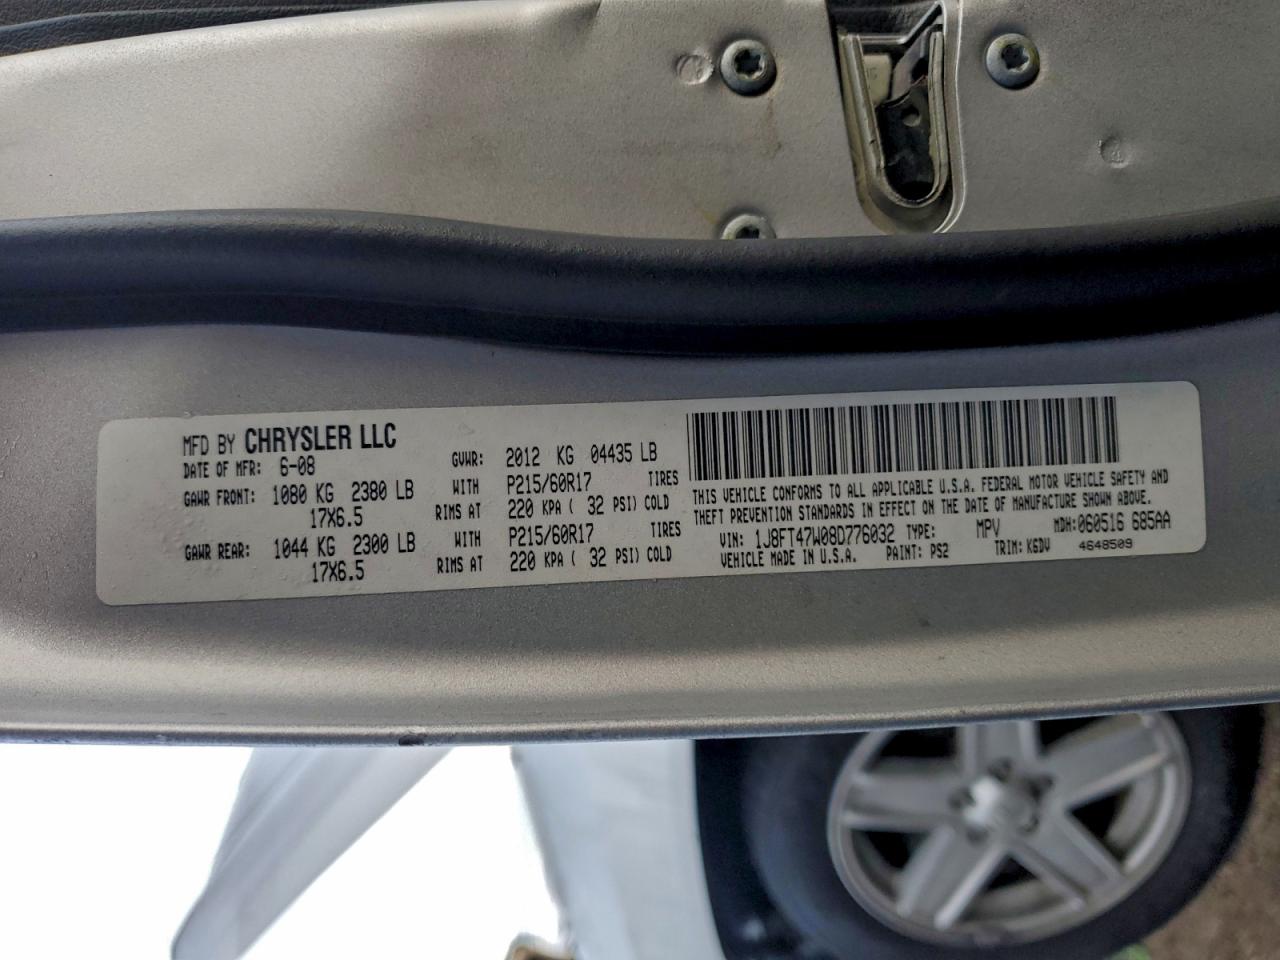 MFD BY CHRYSLER LLC
DATE OF MFR: 6-08 GVWR: 2012 KG 04435 LB
GAWR FRONT: 1080 KG 2380 LB WITH P215/60R17 TIRES
17X6.5 RIMS AT 220 KPA ( 32 PSI) COLD
GAWR REAR: 1044 KG 2300 LB WITH P215/60R17 TIRES
17X6.5 RIMS AT 220 KPA ( 32 PSI) COLD
THIS VEHICLE CONFORMS TO ALL APPLICABLE U.S.A. FEDERAL MOTOR VEHICLE SAFETY AND
THEFT PREVENTION STANDARDS IN EFFECT ON THE DATE OF MANUFACTURE SHOWN ABOVE.
VIN: 1J8FT47W08D776032 TYPE: MPV MDH:060516 685AA
VEHICLE MADE IN U.S.A. PAINT: PS2 TRIM: K6DV 4648509